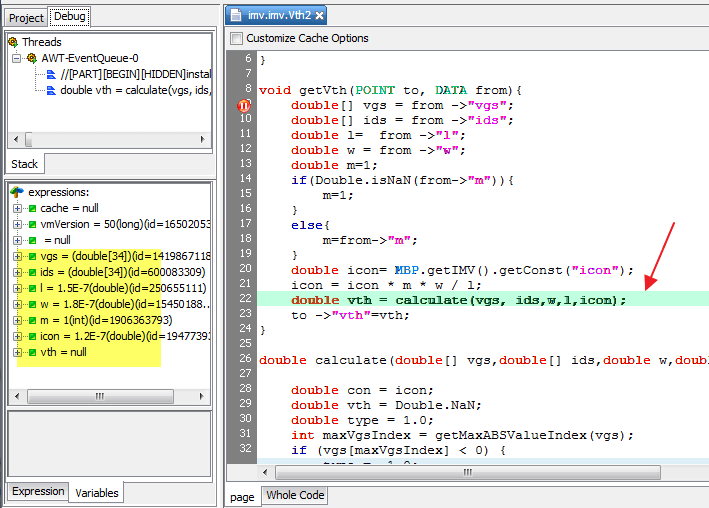 Project
Debug
Threads
AWT-EventQueue-0
//[PART][BEGIN][HIDDEN]instal
double vth = calculate(vgs, ids,
Stack
expressions:
cache = null
vmVersion = 50(long)(id=16502053
= null
vgs = (double[34])(id=1419867118
ids = (double[34])(id=600083309)
l = 1.5E-7(double)(id=250655111)
w = 1.8E-7(double)(id=15450188...
m = 1(int)(id=1906363793)
icon = 1.2E-7(double)(id=19477393
vth = null
Expression
Variables
imv.imv.Vth2
Customize Cache Options
6 }
7
8 void getVth(POINT to, DATA from){
double[] vgs = from ->"vgs";
10 double[] ids = from ->"ids";
11 double l=  from ->"l";
12 double w = from ->"w";
13 double m=1;
14 if(Double.isNaN(from->"m")){
15 m=1;
16 }
17 else{
18 m=from->"m";
19 }
20 double icon= MBP.getIMV().getConst("icon");
21 icon = icon * m * w / l;
22 double vth = calculate(vgs, ids,w,l,icon);
23 to ->"vth"=vth;
24 }
25
26 double calculate(double[] vgs,double[] ids,double w,doub
27
28 double con = icon;
29 double vth = Double.NaN;
30 double type = 1.0;
31 int maxVgsIndex = getMaxABSValueIndex(vgs);
32 if (vgs[maxVgsIndex] < 0) {
page
Whole Code